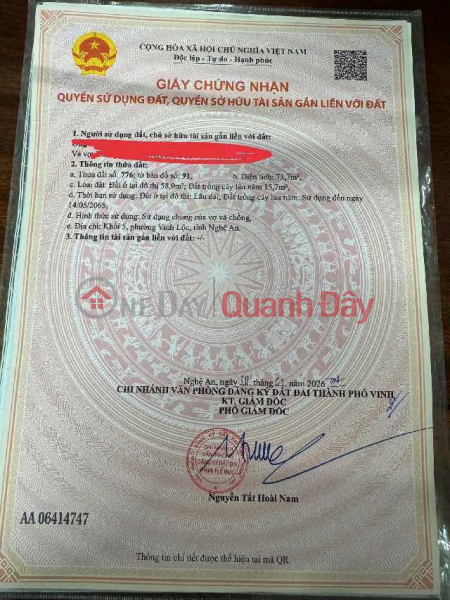 CỘNG HÒA XÃ HỘI CHỦ NGHĨA VIỆT NAM
Độc lập - Tự do - Hạnh phúc
GIẤY CHỨNG NHẬN
QUYỀN SỬ DỤNG ĐẤT, QUYỀN SỞ HỮU TÀI SẢN GẮN LIỀN VỚI ĐẤT
1. Người sử dụng đất, chủ sở hữu tài sản gắn liền với đất:
Và vợ
2. Thông tin thửa đất:
a. Thửa đất số: 776; tờ bản đồ số: 91, b. Diện tích: 73,7m²,
c. Loại đất: Đất ở tại đô thị 58,0m²; Đất trồng cây lâu năm 15,7m²,
d. Thời hạn sử dụng: Đất ở tại đô thị: Lâu dài, Đất trồng cây lâu năm: Sử dụng đến ngày
14/05/2065,
đ. Hình thức sử dụng: Sử dụng chung của vợ và chồng,
e. Địa chỉ: Khối 5, phường Vinh Lộc, tỉnh Nghệ An.
3. Thông tin tài sản gắn liền với đất: -/-
ONEDAY Quanh Đây
Nghệ An, ngày tháng năm 2026
CHI NHÁNH VĂN PHÒNG ĐĂNG KÝ ĐẤT ĐAI THÀNH PHỐ VINH
KT. GIÁM ĐỐC
PHÓ GIÁM ĐỐC
Nguyễn Tất Hoài Nam
AA 06414747
Thông tin chi tiết được thể hiện tại mã QR.